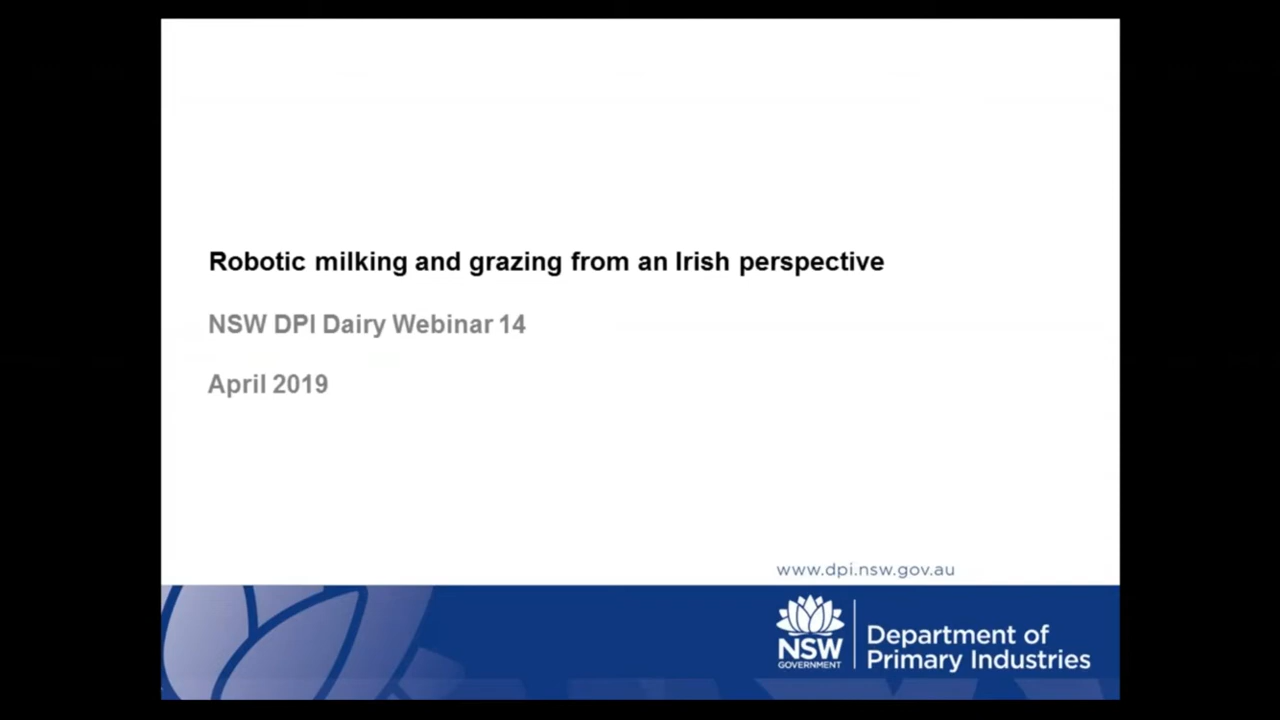 Robotic milking and grazing from an Irish perspective
NSW DPI Dairy Webinar 14
April 2019
www.dpi.nsw.gov.au
NSW
GOVERNMENT
Department of
Primary Industries